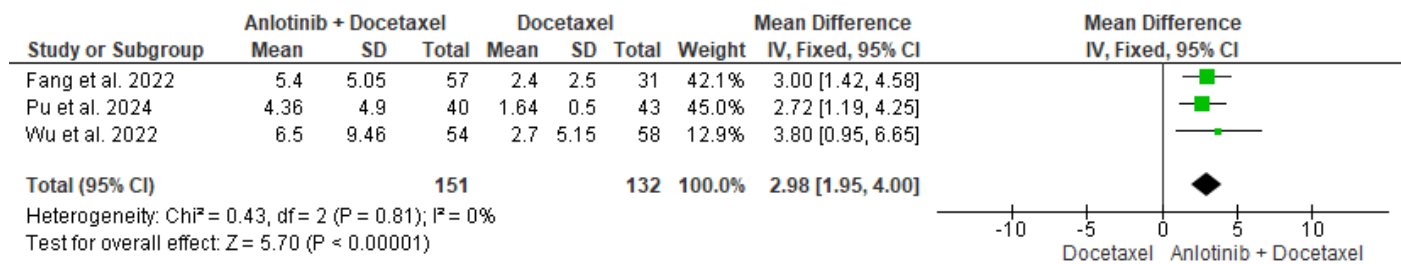 Anlotinib + Docetaxel Docetaxel Mean Difference Mean Difference
Study or Subgroup Mean SD Total Mean SD Total Weight IV, Fixed, 95% CI IV, Fixed, 95% CI
Fang et al. 2022 5.4 5.05 57 2.4 2.5 31 42.1% 3.00 [1.42, 4.58]
Pu et al. 2024 4.36 4.9 40 1.64 0.5 43 45.0% 2.72 [1.19, 4.25]
Wu et al. 2022 6.5 9.46 54 2.7 5.15 58 12.9% 3.80 [0.95, 6.65]
Total (95% CI) 151 132 100.0% 2.98 [1.95, 4.00]
Heterogeneity: Chi² = 0.43, df = 2 (P = 0.81); I² = 0%
Test for overall effect: Z = 5.70 (P < 0.00001)
-10 -5 0 5 10
Docetaxel Anlotinib + Docetaxel